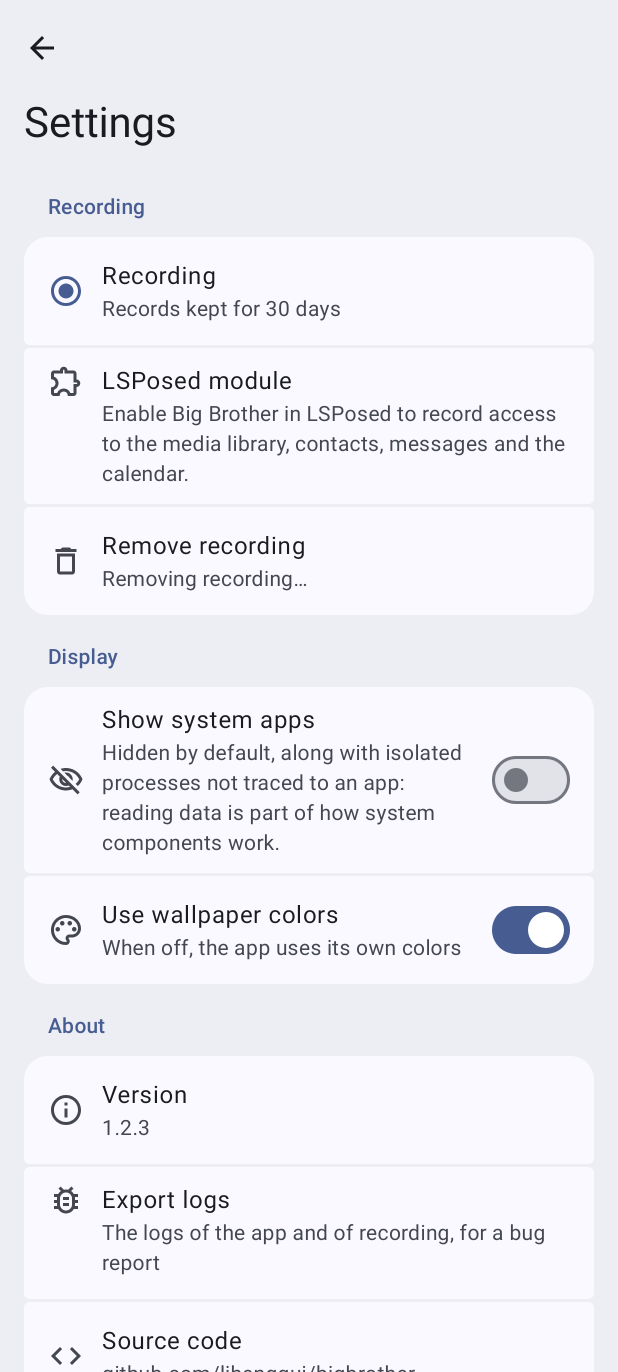 Settings
Recording
Recording
Records kept for 30 days
LSPosed module
Enable Big Brother in LSPosed to record access
to the media library, contacts, messages and the
calendar.
Remove recording
Removing recording…
Display
Show system apps
Hidden by default, along with isolated
processes not traced to an app:
reading data is part of how system
components work.
Use wallpaper colors
When off, the app uses its own colors
About
Version
1.2.3
Export logs
The logs of the app and of recording, for a bug
report
Source code